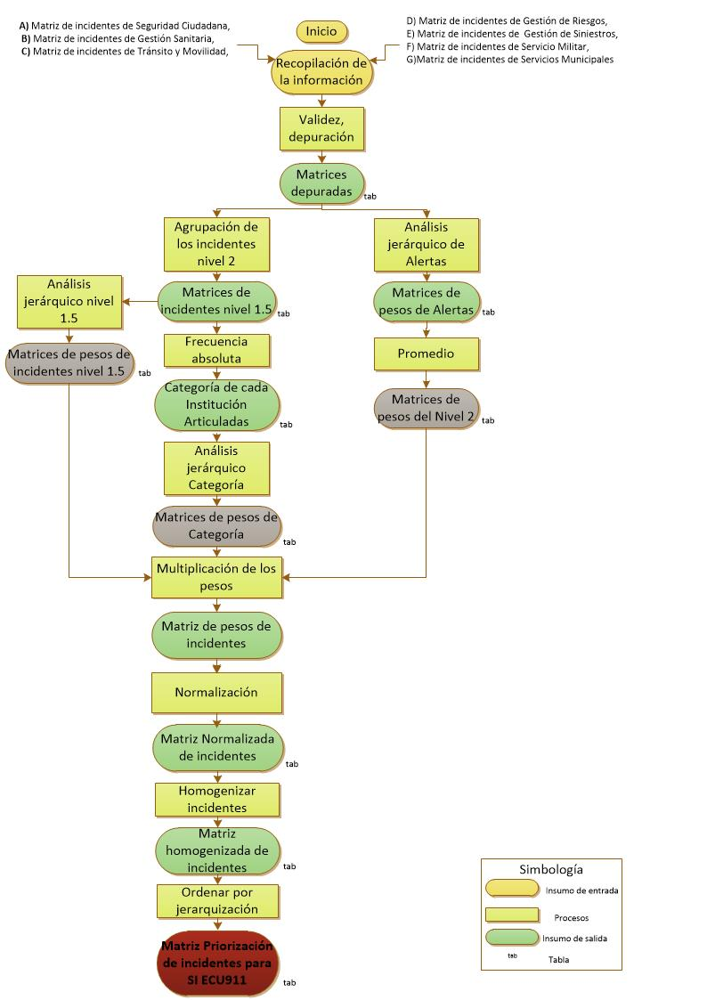 A) Matriz de incidentes de Seguridad Ciudadana,
B) Matriz de incidentes de Gestión Sanitaria,
C) Matriz de incidentes de Tránsito y Movilidad,
Inicio
D) Matriz de incidentes de Gestión de Riesgos,
E) Matriz de incidentes de Gestión de Siniestros,
F) Matriz de incidentes de Servicio Militar,
G)Matriz de incidentes de Servicios Municipales
Recopilación de
la información
Validez,
depuración
Matrices
depuradas
tab
Agrupación de
los incidentes
nivel 2
Análisis
jerárquico de
Alertas
Análisis
jerárquico nivel
1.5
Matrices de
incidentes nivel 1.5
tab
Matrices de
pesos de Alertas
tab
Matrices de pesos de
incidentes nivel 1.5
tab
Frecuencia
absoluta
Promedio
Categoría de cada
Institución
Articuladas
tab
Matrices de
pesos del Nivel 2
tab
Análisis
jerárquico
Categoría
Matrices de pesos de
Categoría
tab
Multiplicación de los
pesos
Matriz de pesos de
incidentes
Normalización
Matriz Normalizada
de incidentes
tab
Homogenizar
incidentes
Matriz
homogenizada de
incidentes
tab
Ordenar por
jerarquización
Matriz Priorización
de incidentes para
SI ECU911
tab
Simbología
Insumo de entrada
Procesos
Insumo de salida
tab
Tabla